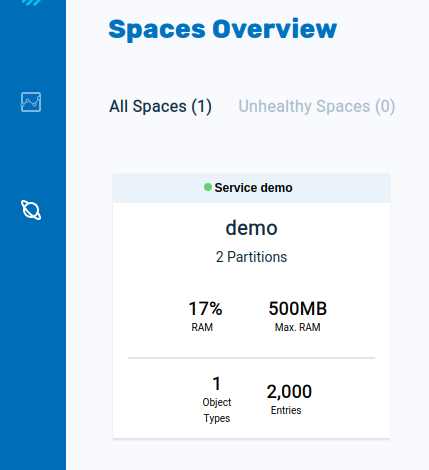 Spaces Overview
All Spaces (1) Unhealthy Spaces (0)
Service demo
demo
2 Partitions
17% 500MB
RAM Max. RAM
1 2,000
Object Entries
Types